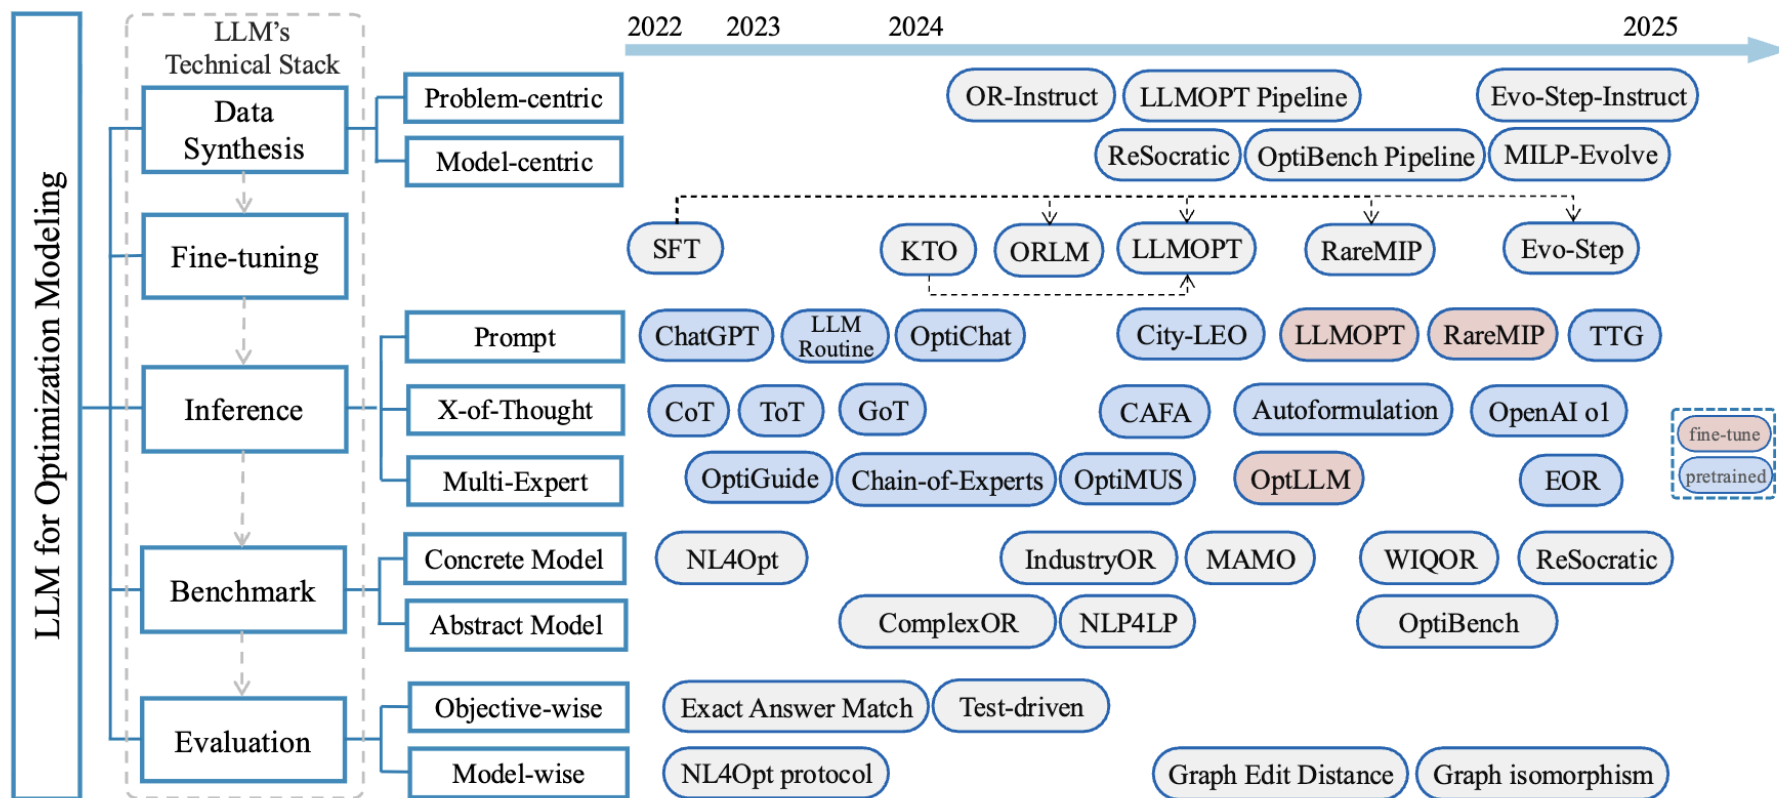 LLM for Optimization Modeling
LLM's
Technical Stack
2022
2023
2024
2025
Data
Synthesis
Problem-centric
OR-Instruct
LLMOPT Pipeline
Evo-Step-Instruct
Model-centric
ReSocratic
OptiBench Pipeline
MILP-Evolve
Fine-tuning
SFT
KTO
ORLM
LLMOPT
RareMIP
Evo-Step
Inference
Prompt
ChatGPT
LLM
Routine
OptiChat
City-LEO
LLMOPT
RareMIP
TTG
X-of-Thought
CoT
ToT
GoT
CAFA
Autoformulation
OpenAI o1
Multi-Expert
OptiGuide
Chain-of-Experts
OptiMUS
OptLLM
EOR
fine-tune
pretrained
Benchmark
Concrete Model
NL4Opt
IndustryOR
MAMO
WIQOR
ReSocratic
Abstract Model
ComplexOR
NLP4LP
OptiBench
Evaluation
Objective-wise
Exact Answer Match
Test-driven
Model-wise
NL4Opt protocol
Graph Edit Distance
Graph isomorphism